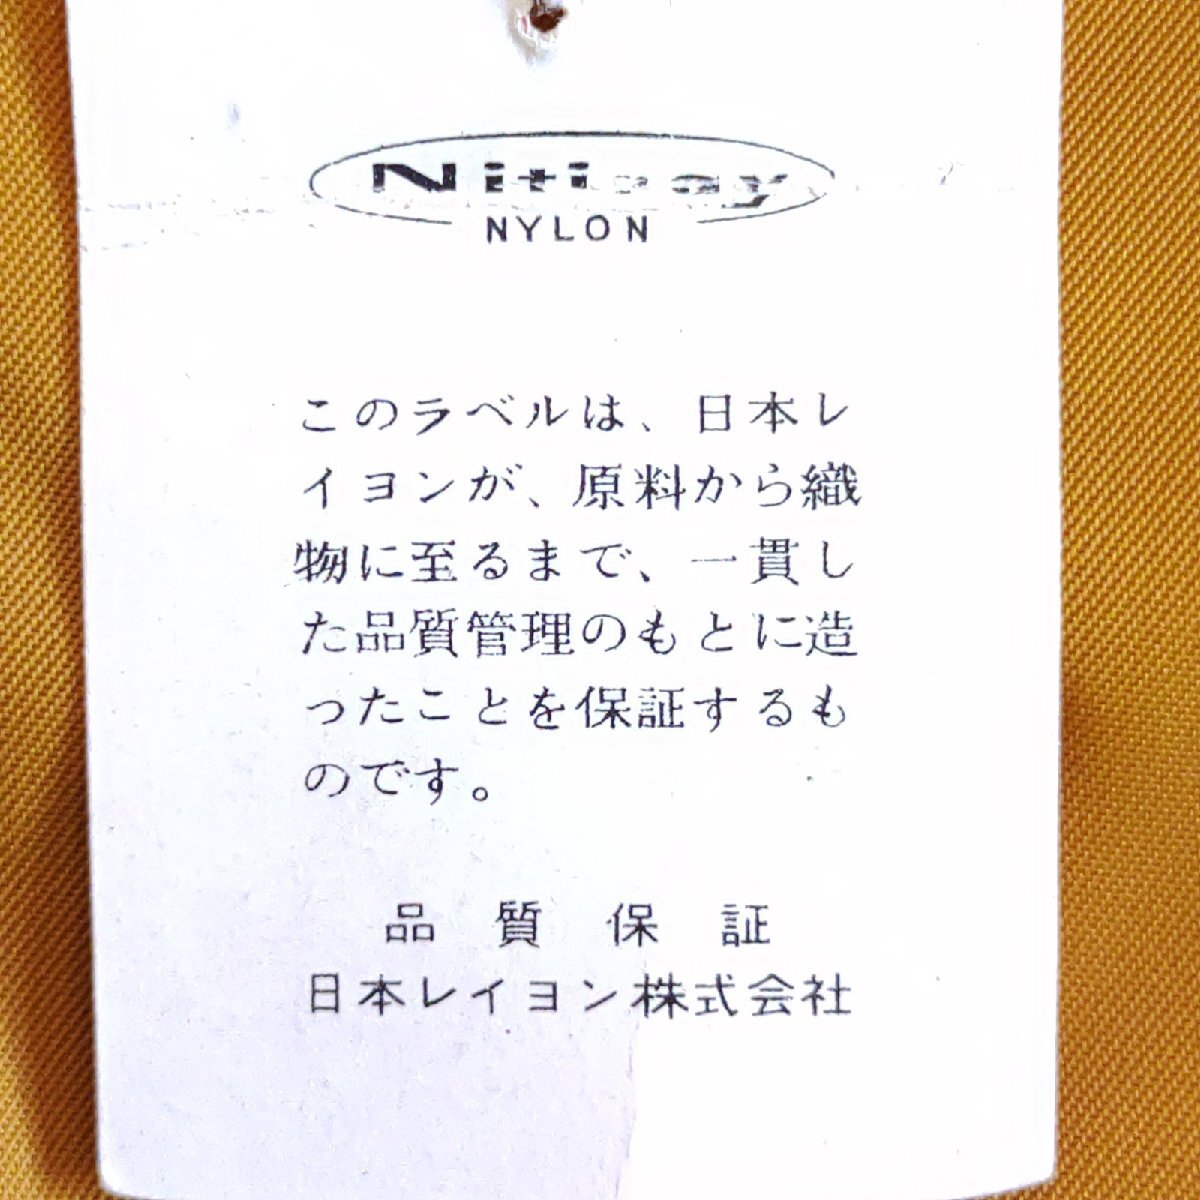 Nitiray
NYLON
このラベルは、日本レ
イヨンが、原料から織
物に至るまで、一貫し
た品質管理のもとに造
ったことを保証するも
のです。
品質保証
日本レイヨン株式会社